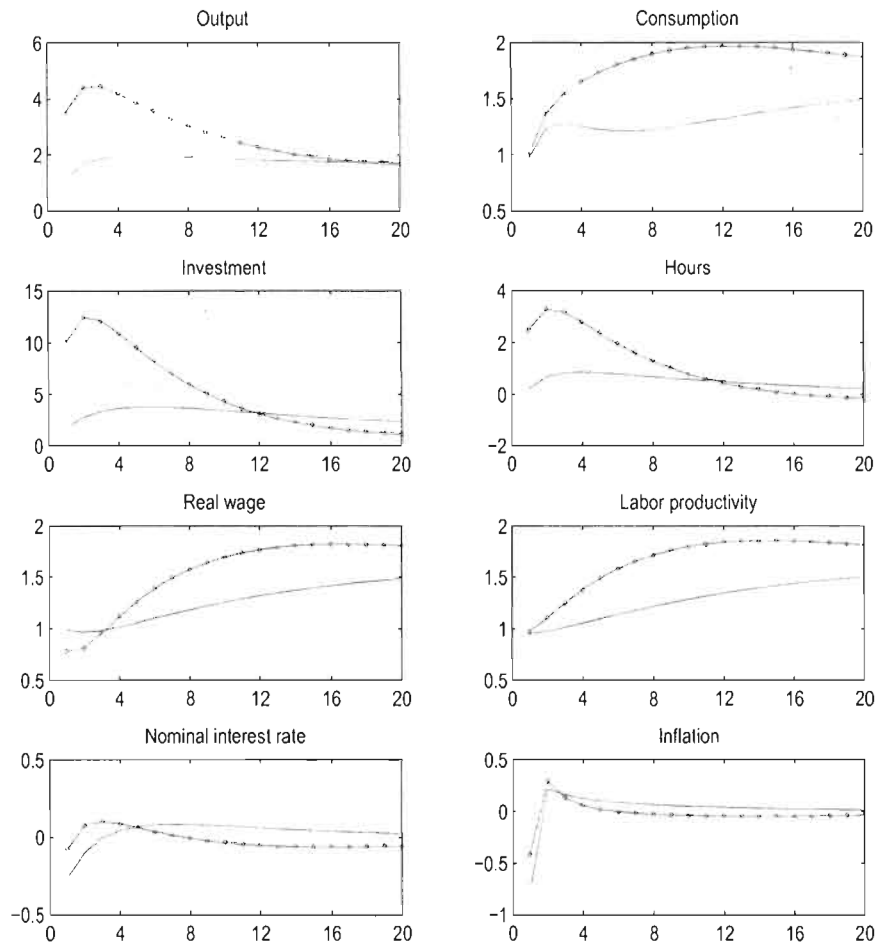 Output
Consumption
6
4
2
0
0 4 8 12 16 20
2
1.5
1
0.5
0 4 8 12 16 20
Investment
Hours
15
10
5
0
0 4 8 12 16 20
4
2
0
−2
0 4 8 12 16 20
Real wage
Labor productivity
2
1.5
1
0.5
0 4 8 12 16 20
2
1.5
1
0.5
0 4 8 12 16 20
Nominal interest rate
Inflation
0.5
0
−0.5
0 4 8 12 16 20
0.5
0
−0.5
−1
0 4 8 12 16 20